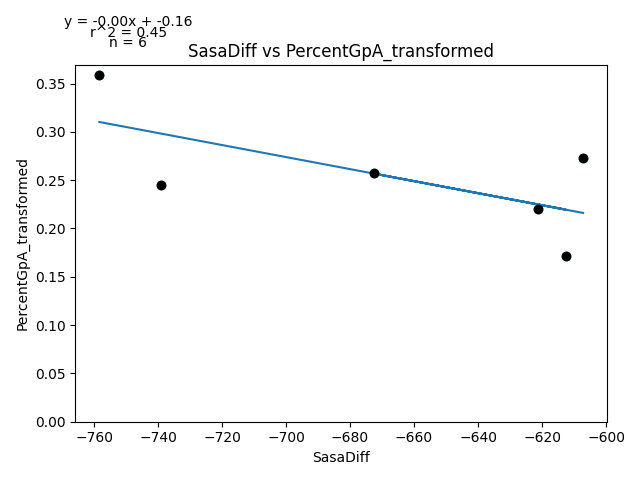 y = -0.00x + -0.16
r^2 = 0.45
n = 6
SasaDiff vs PercentGpA_transformed
PercentGpA_transformed
0.35
0.30
0.25
0.20
0.15
0.10
0.05
0.00
−760 −740 −720 −700 −680 −660 −640 −620 −600
SasaDiff